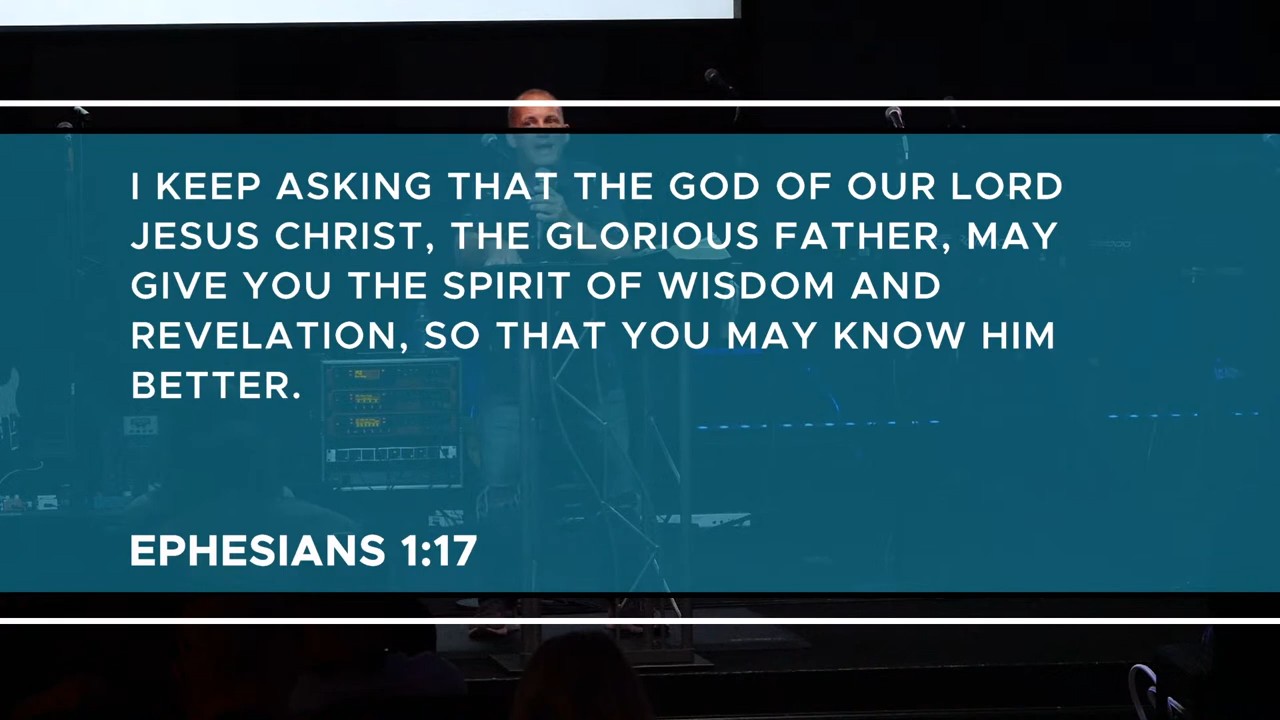 I KEEP ASKING THAT THE GOD OF OUR LORD
JESUS CHRIST, THE GLORIOUS FATHER, MAY
GIVE YOU THE SPIRIT OF WISDOM AND
REVELATION, SO THAT YOU MAY KNOW HIM
BETTER.
EPHESIANS 1:17